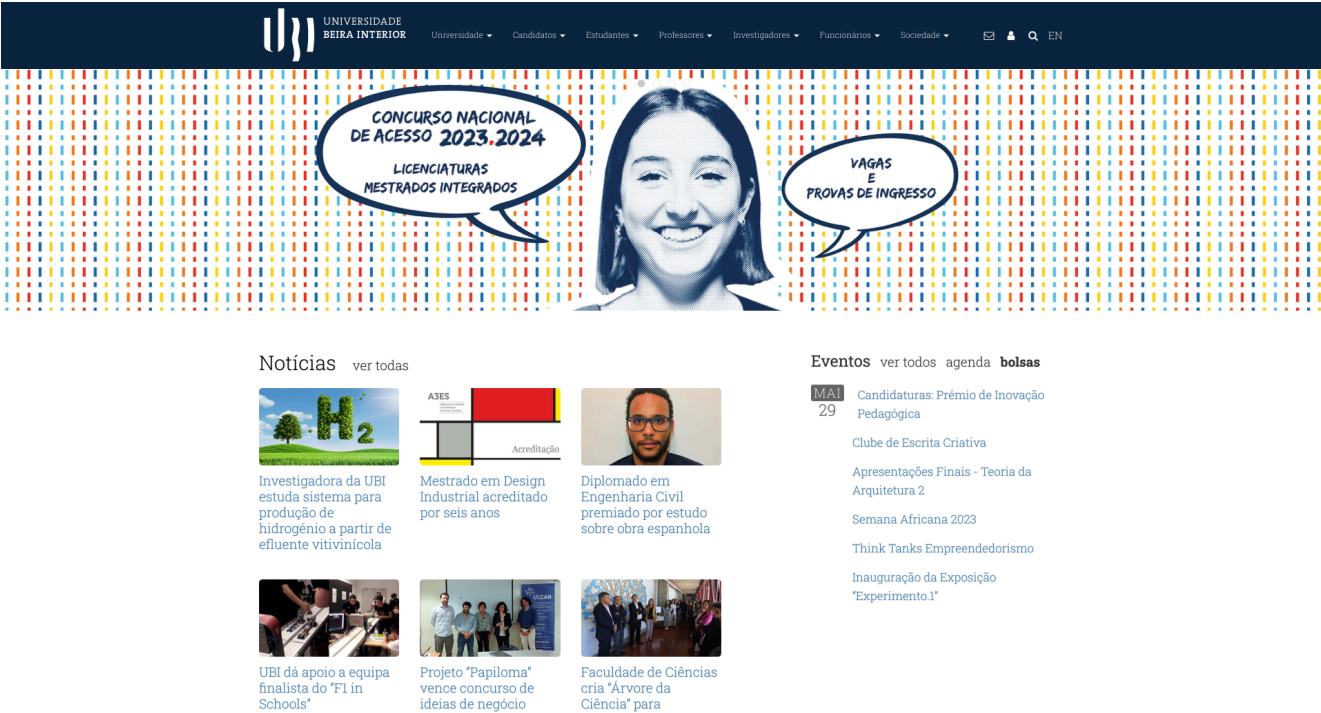 UNIVERSIDADE
BEIRA INTERIOR
Universidade Candidatos Estudantes Professores Investigadores Funcionários Sociedade EN
CONCURSO NACIONAL
DE ACESSO 2023.2024
LICENCIATURAS
MESTRADOS INTEGRADOS
VAGAS
E
PROVAS DE INGRESSO
Notícias ver todas
A3ES
Acreditação
Investigadora da UBI
estuda sistema para
produção de
hidrogénio a partir de
efluente vitivinícola
Mestrado em Design
Industrial acreditado
por seis anos
Diplomado em
Engenharia Civil
premiado por estudo
sobre obra espanhola
ULCAN
UBI dá apoio a equipa
finalista do “F1 in
Schools”
Projeto “Papiloma”
vence concurso de
ideias de negócio
Faculdade de Ciências
cria “Árvore da
Ciência” para
Eventos ver todos agenda bolsas
MAI
29
Candidaturas: Prémio de Inovação
Pedagógica
Clube de Escrita Criativa
Apresentações Finais - Teoria da
Arquitetura 2
Semana Africana 2023
Think Tanks Empreendedorismo
Inauguração da Exposição
“Experimento.1”